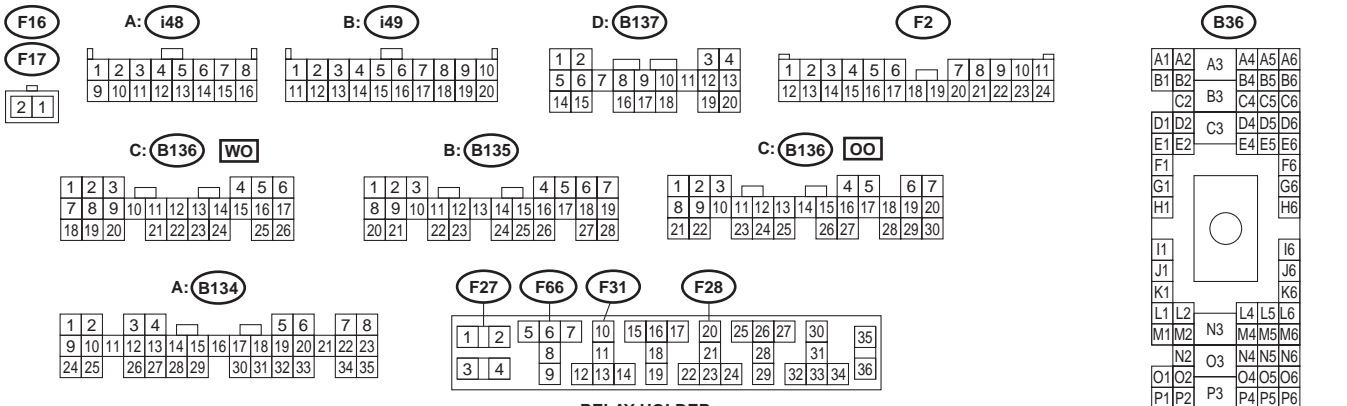 F16
F17
2 1
A: i48
1 2 3 4 5 6 7 8
9 10 11 12 13 14 15 16
B: i49
1 2 3 4 5 6 7 8 9 10
11 12 13 14 15 16 17 18 19 20
D: B137
1 2 3 4
5 6 7 8 9 10 11 12 13
14 15 16 17 18 19 20
F2
1 2 3 4 5 6 7 8 9 10 11
12 13 14 15 16 17 18 19 20 21 22 23 24
C: B136 WO
1 2 3 4 5 6
7 8 9 10 11 12 13 14 15 16 17
18 19 20 21 22 23 24 25 26
B: B135
1 2 3 4 5 6 7
8 9 10 11 12 13 14 15 16 17 18 19
20 21 22 23 24 25 26 27 28
C: B136 OO
1 2 3 4 5 6 7
8 9 10 11 12 13 14 15 16 17 18 19 20
21 22 23 24 25 26 27 28 29 30
A: B134
1 2 3 4 5 6 7 8
9 10 11 12 13 14 15 16 17 18 19 20 21 22 23
24 25 26 27 28 29 30 31 32 33 34 35
F27 F66 F31 F28
1 2 5 6 7 10 15 16 17 20 25 26 27 30 35
8 11 18 21 28 31
3 4 9 12 13 14 19 22 23 24 29 32 33 34 36
B36
A1 A2 A3 A4 A5 A6
B1 B2 B4 B5 B6
C2 B3 C4 C5 C6
D1 D2 C3 D4 D5 D6
E1 E2 E4 E5 E6
F1 F6
G1 G6
H1 H6
I1 I6
J1 J6
K1 K6
L1 L2 L4 L5 L6
M1 M2 N3 M4 M5 M6
N2 O3 N4 N5 N6
O1 O2 O4 O5 O6
P1 P2 P3 P4 P5 P6